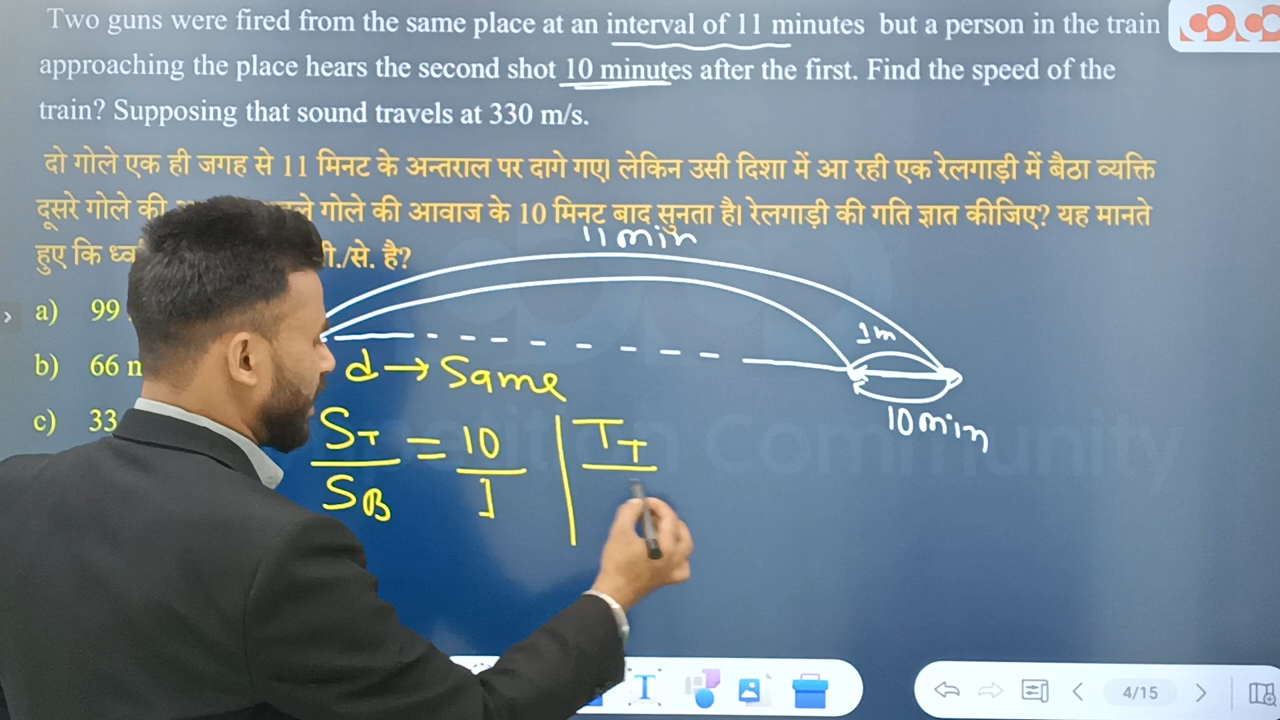 Two guns were fired from the same place at an interval of 11 minutes but a person in the train
approaching the place hears the second shot 10 minutes after the first. Find the speed of the
train? Supposing that sound travels at 330 m/s.
दो गोले एक ही जगह से 11 मिनट के अन्तराल पर दागे गए। लेकिन उसी दिशा में आ रही एक रेलगाड़ी में बैठा व्यक्ति
दूसरे गोले की गोले की आवाज के 10 मिनट बाद सुनता है। रेलगाड़ी की गति ज्ञात कीजिए? यह मानते
हुए कि /से. है?
11 min
1m
10 min
d → Same
S_T / S_B = 10 / 1 | T_T
a) 99
b) 66
c) 33
Community
T
4/15